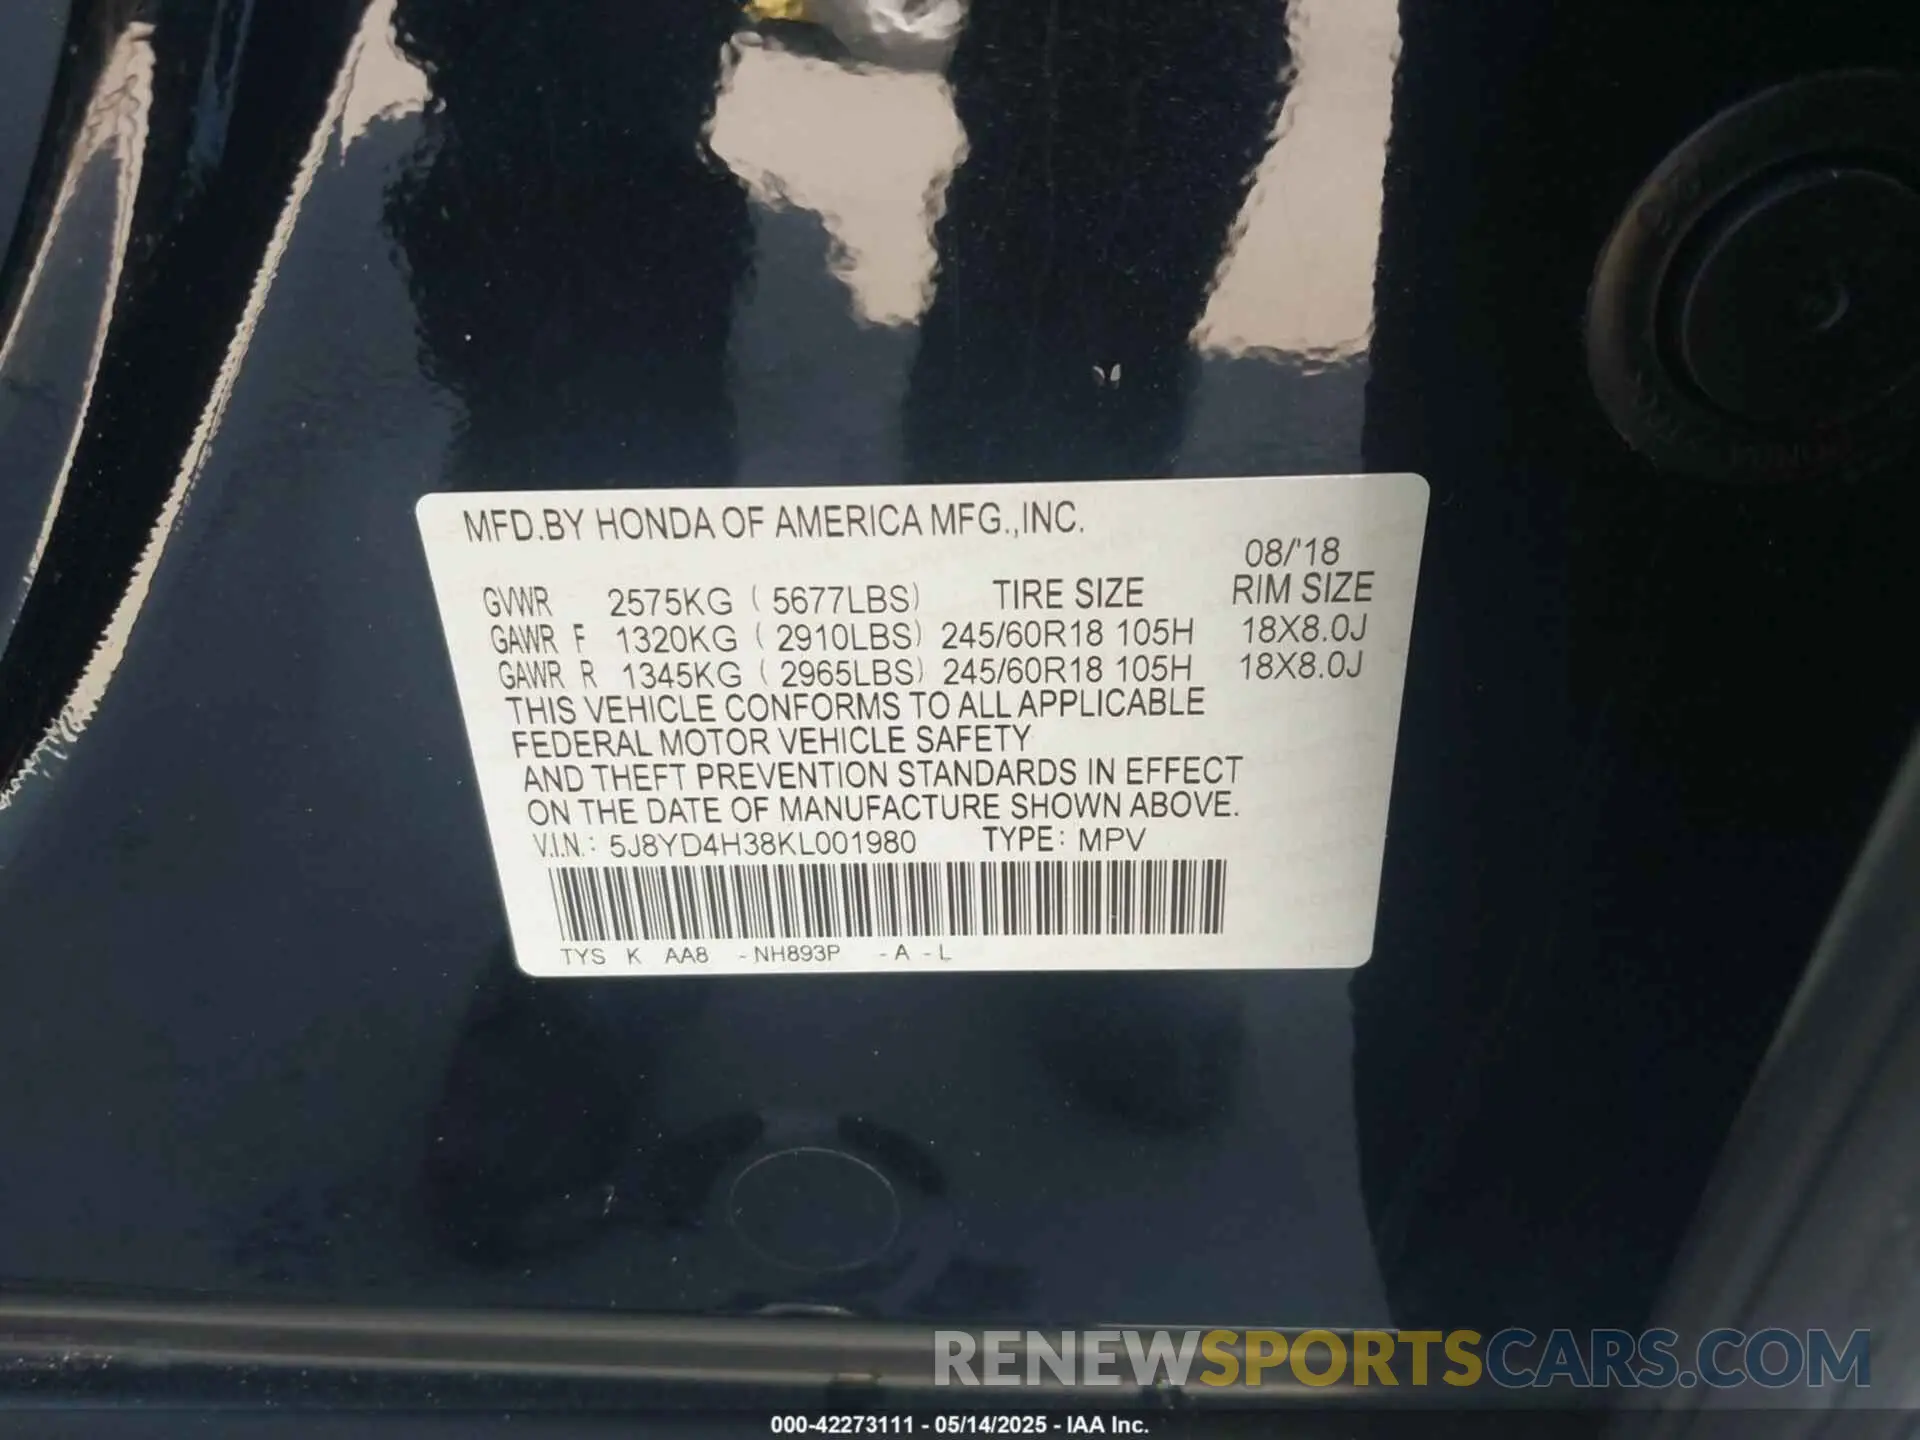 MFD.BY HONDA OF AMERICA MFG.,INC.
08/'18
GVWR 2575KG ( 5677LBS) TIRE SIZE RIM SIZE
GAWR F 1320KG ( 2910LBS) 245/60R18 105H 18X8.0J
GAWR R 1345KG ( 2965LBS) 245/60R18 105H 18X8.0J
THIS VEHICLE CONFORMS TO ALL APPLICABLE
FEDERAL MOTOR VEHICLE SAFETY
AND THEFT PREVENTION STANDARDS IN EFFECT
ON THE DATE OF MANUFACTURE SHOWN ABOVE.
V.I.N.: 5J8YD4H38KL001980 TYPE: MPV
TYS K AA8 -NH893P -A -L
RENEWSPORTSCARS.COM
000-42273111 - 05/14/2025 - IAA Inc.